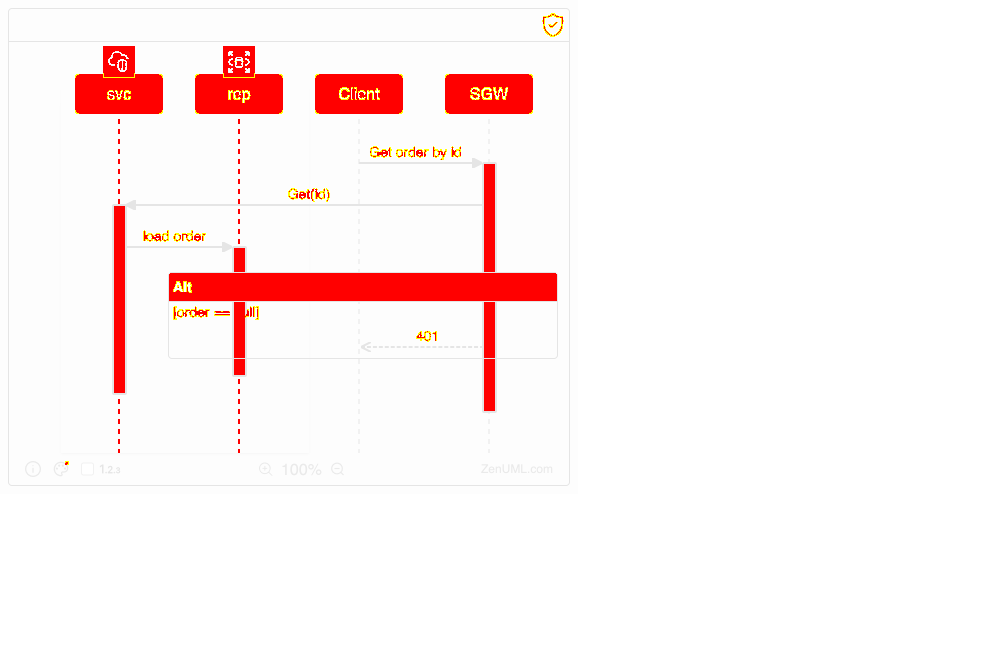 svc
rep
Client
SGW
Get order by id
Get(id)
load order
Alt
[order == null]
401
1.2.3
100%
ZenUML.com